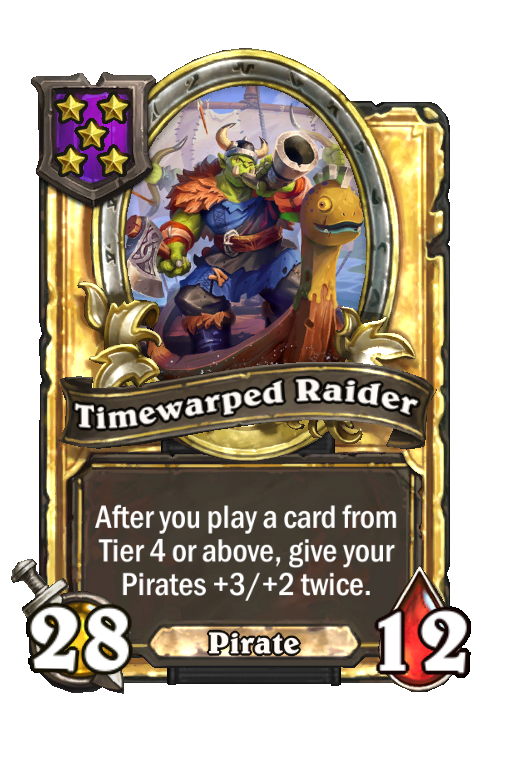 Timewarped Raider
After you play a card from
Tier 4 or above, give your
Pirates +3/+2 twice.
28
Pirate
12